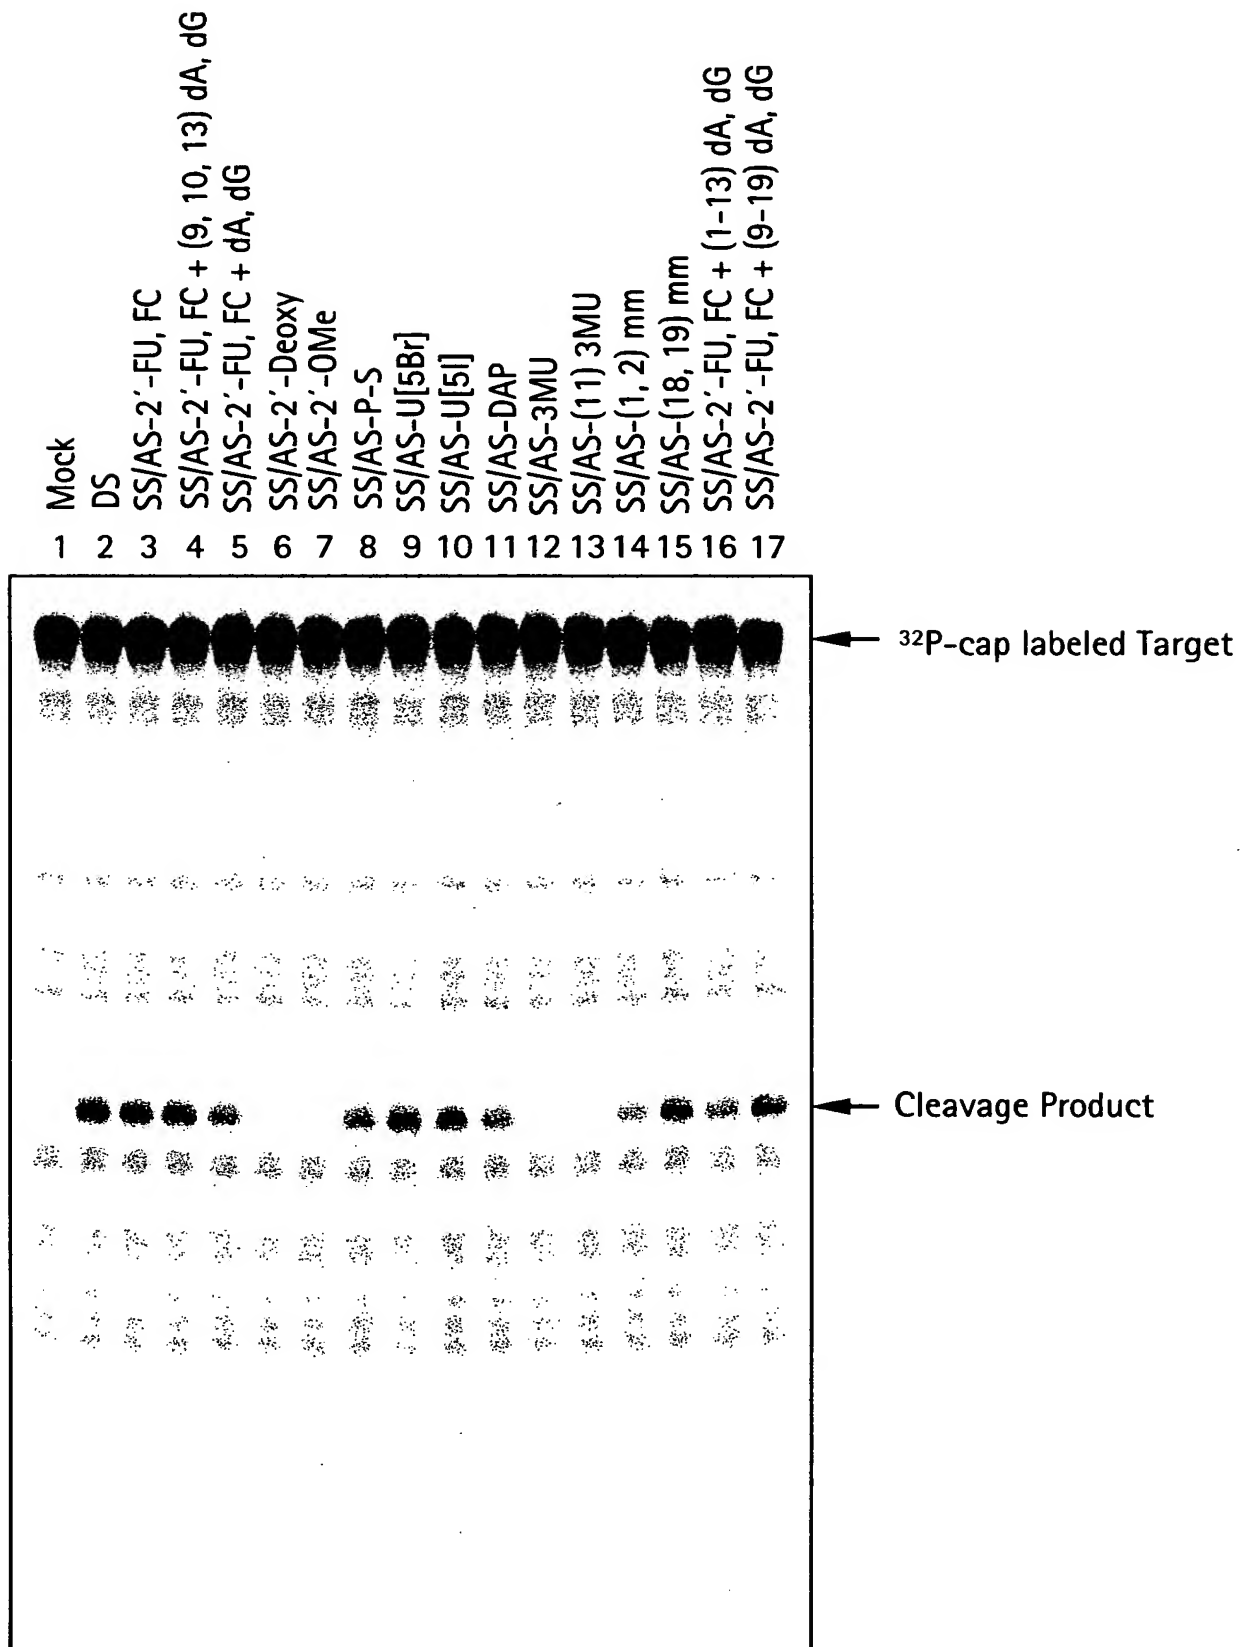 Mock
DS
SS/AS-2´-FU, FC
SS/AS-2´-FU, FC + (9, 10, 13) dA, dG
SS/AS-2´-FU, FC + dA, dG
SS/AS-2´-Deoxy
SS/AS-2´-OMe
SS/AS-P-S
SS/AS-U[5Br]
SS/AS-U[5I]
SS/AS-DAP
SS/AS-3MU
SS/AS-(11) 3MU
SS/AS-(1, 2) mm
SS/AS-(18, 19) mm
SS/AS-2´-FU, FC + (1-13) dA, dG
SS/AS-2´-FU, FC + (9-19) dA, dG
1 2 3 4 5 6 7 8 9 10 11 12 13 14 15 16 17
³²P-cap labeled Target
Cleavage Product